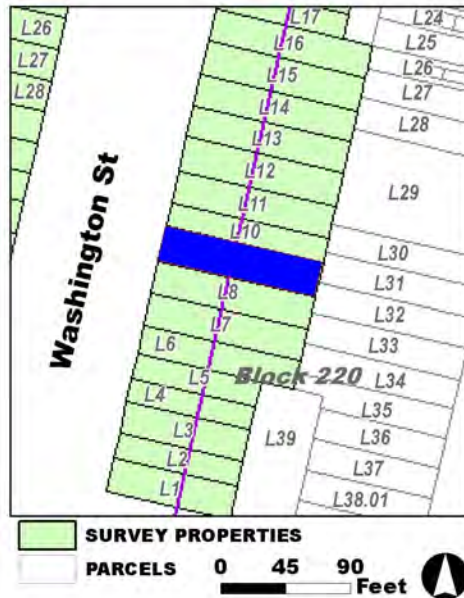 L26
L27
L28
Washington St
L17
L16
L15
L14
L13
L12
L11
L10
L8
L7
L6
L5
L4
L3
L2
L1
Block 220
L24
L25
L26
L27
L28
L29
L30
L31
L32
L33
L34
L35
L36
L37
L38.01
L39
SURVEY PROPERTIES
PARCELS
0 45 90
Feet